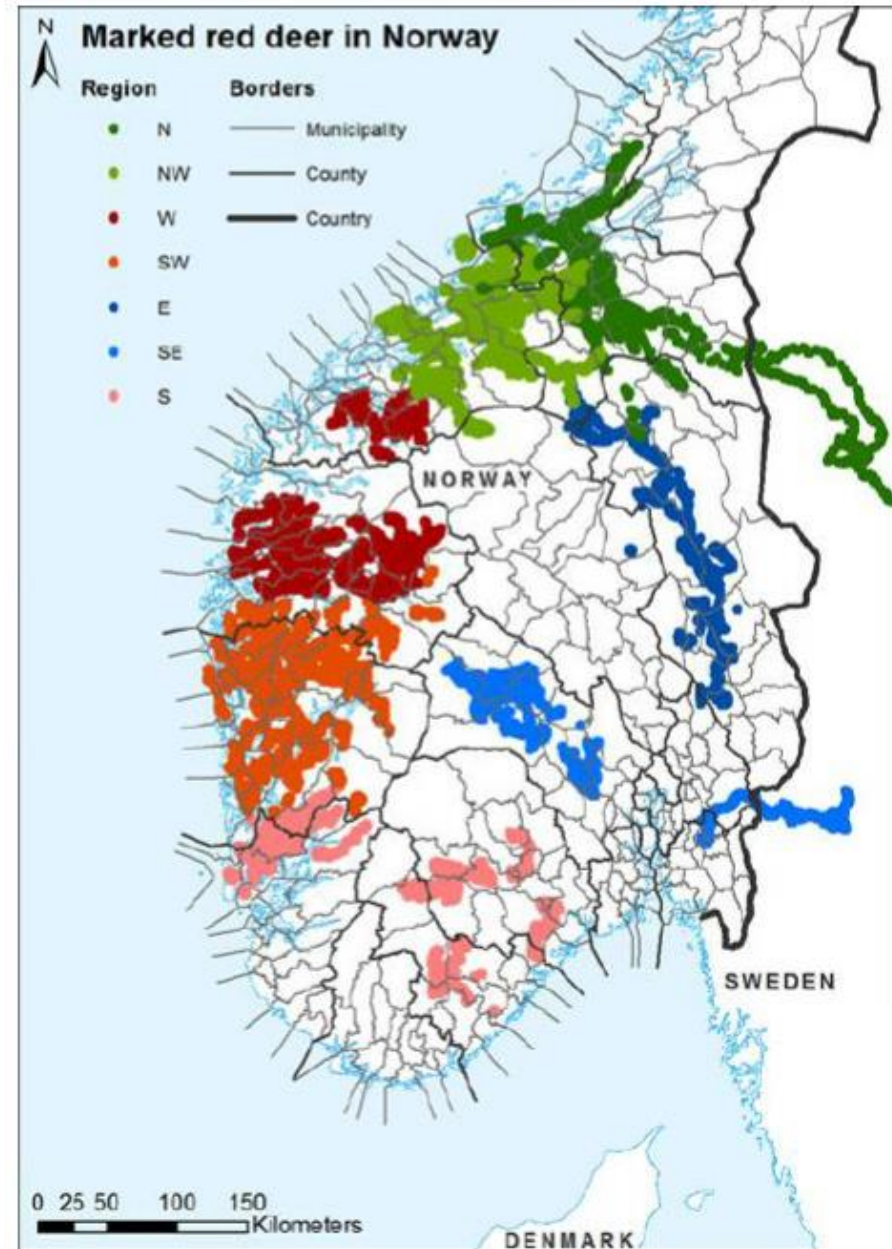 N
Marked red deer in Norway
Region Borders
N Municipality
NW County
W Country
SW
E
SE
S
NORWAY
SWEDEN
0 25 50 100 150
Kilometers
DENMARK